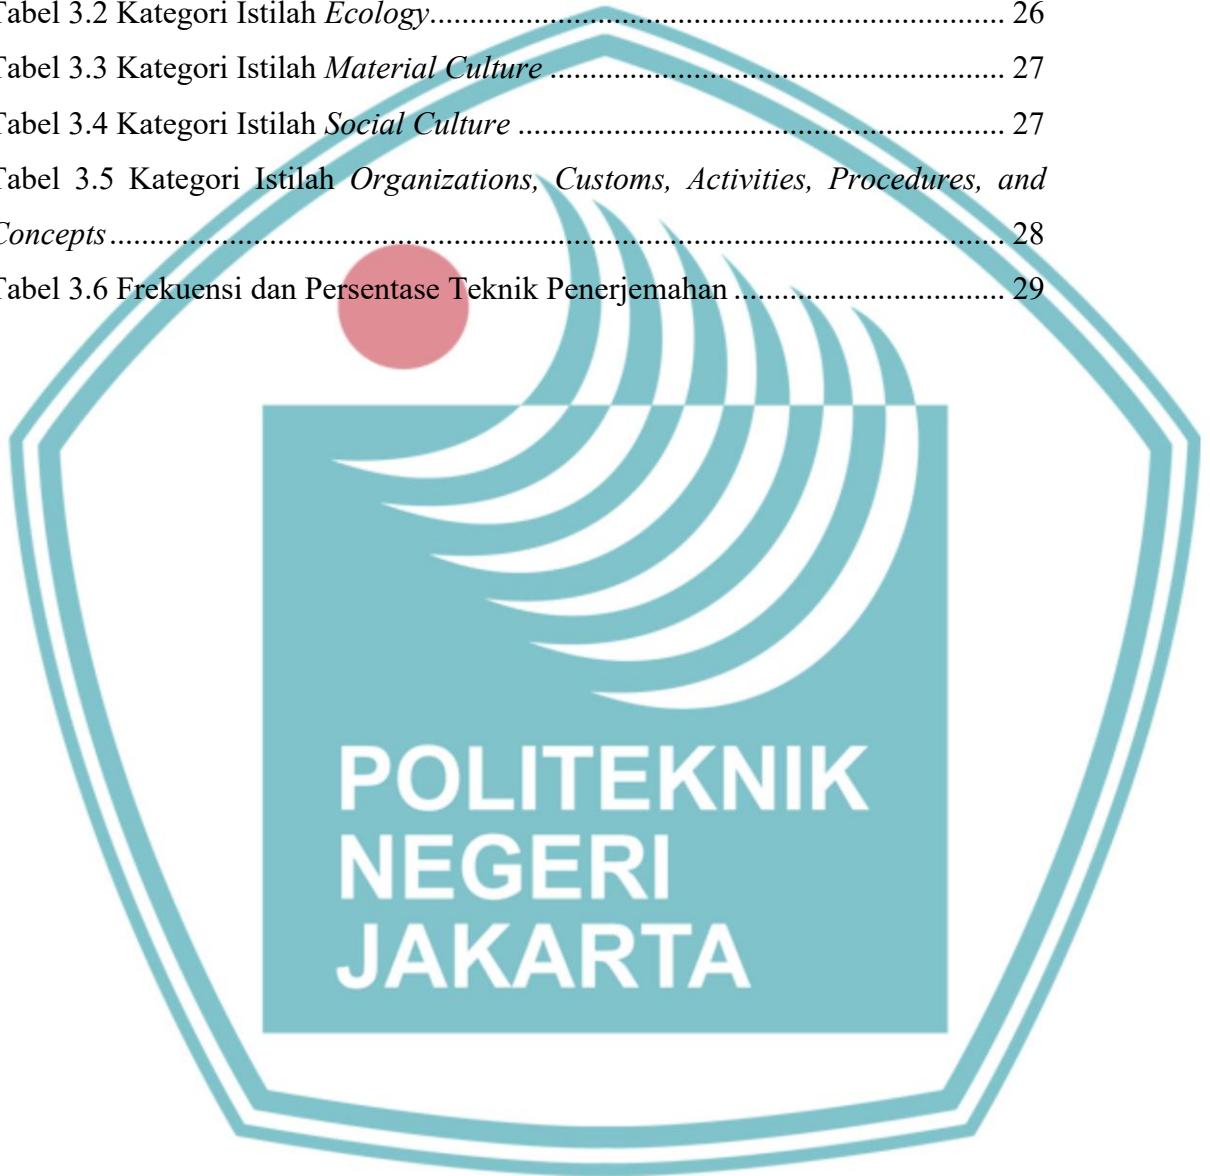 Tabel 3.2 Kategori Istilah Ecology....................................................................... 26
Tabel 3.3 Kategori Istilah Material Culture ........................................................ 27
Tabel 3.4 Kategori Istilah Social Culture ............................................................ 27
Tabel 3.5 Kategori Istilah Organizations, Customs, Activities, Procedures, and
Concepts............................................................................................................... 28
Tabel 3.6 Frekuensi dan Persentase Teknik Penerjemahan ................................. 29
POLITEKNIK
NEGERI
JAKARTA